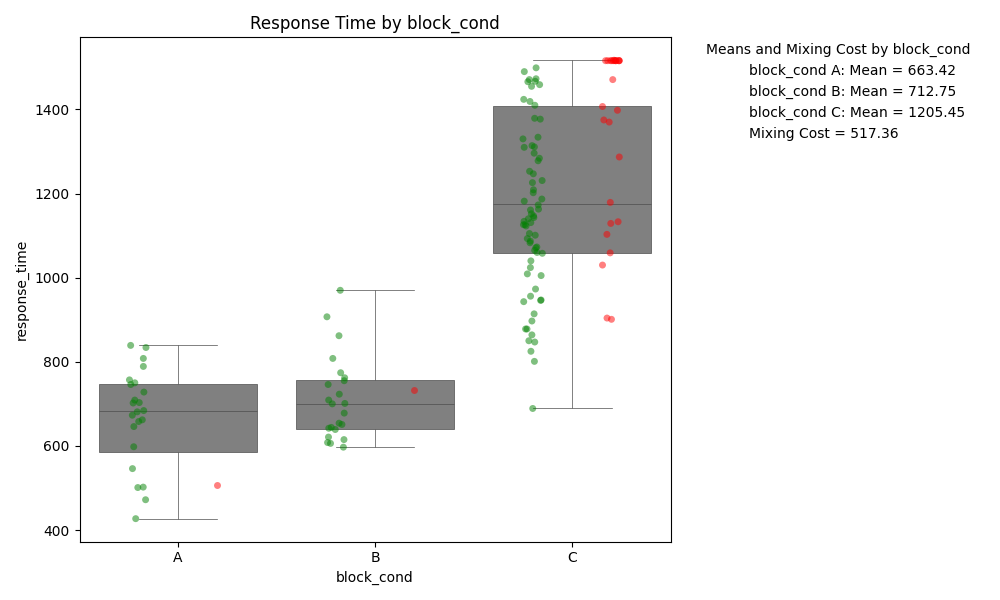 Response Time by block_cond
Means and Mixing Cost by block_cond
block_cond A: Mean = 663.42
block_cond B: Mean = 712.75
block_cond C: Mean = 1205.45
Mixing Cost = 517.36
response_time
1400
1200
1000
800
600
400
A B C
block_cond